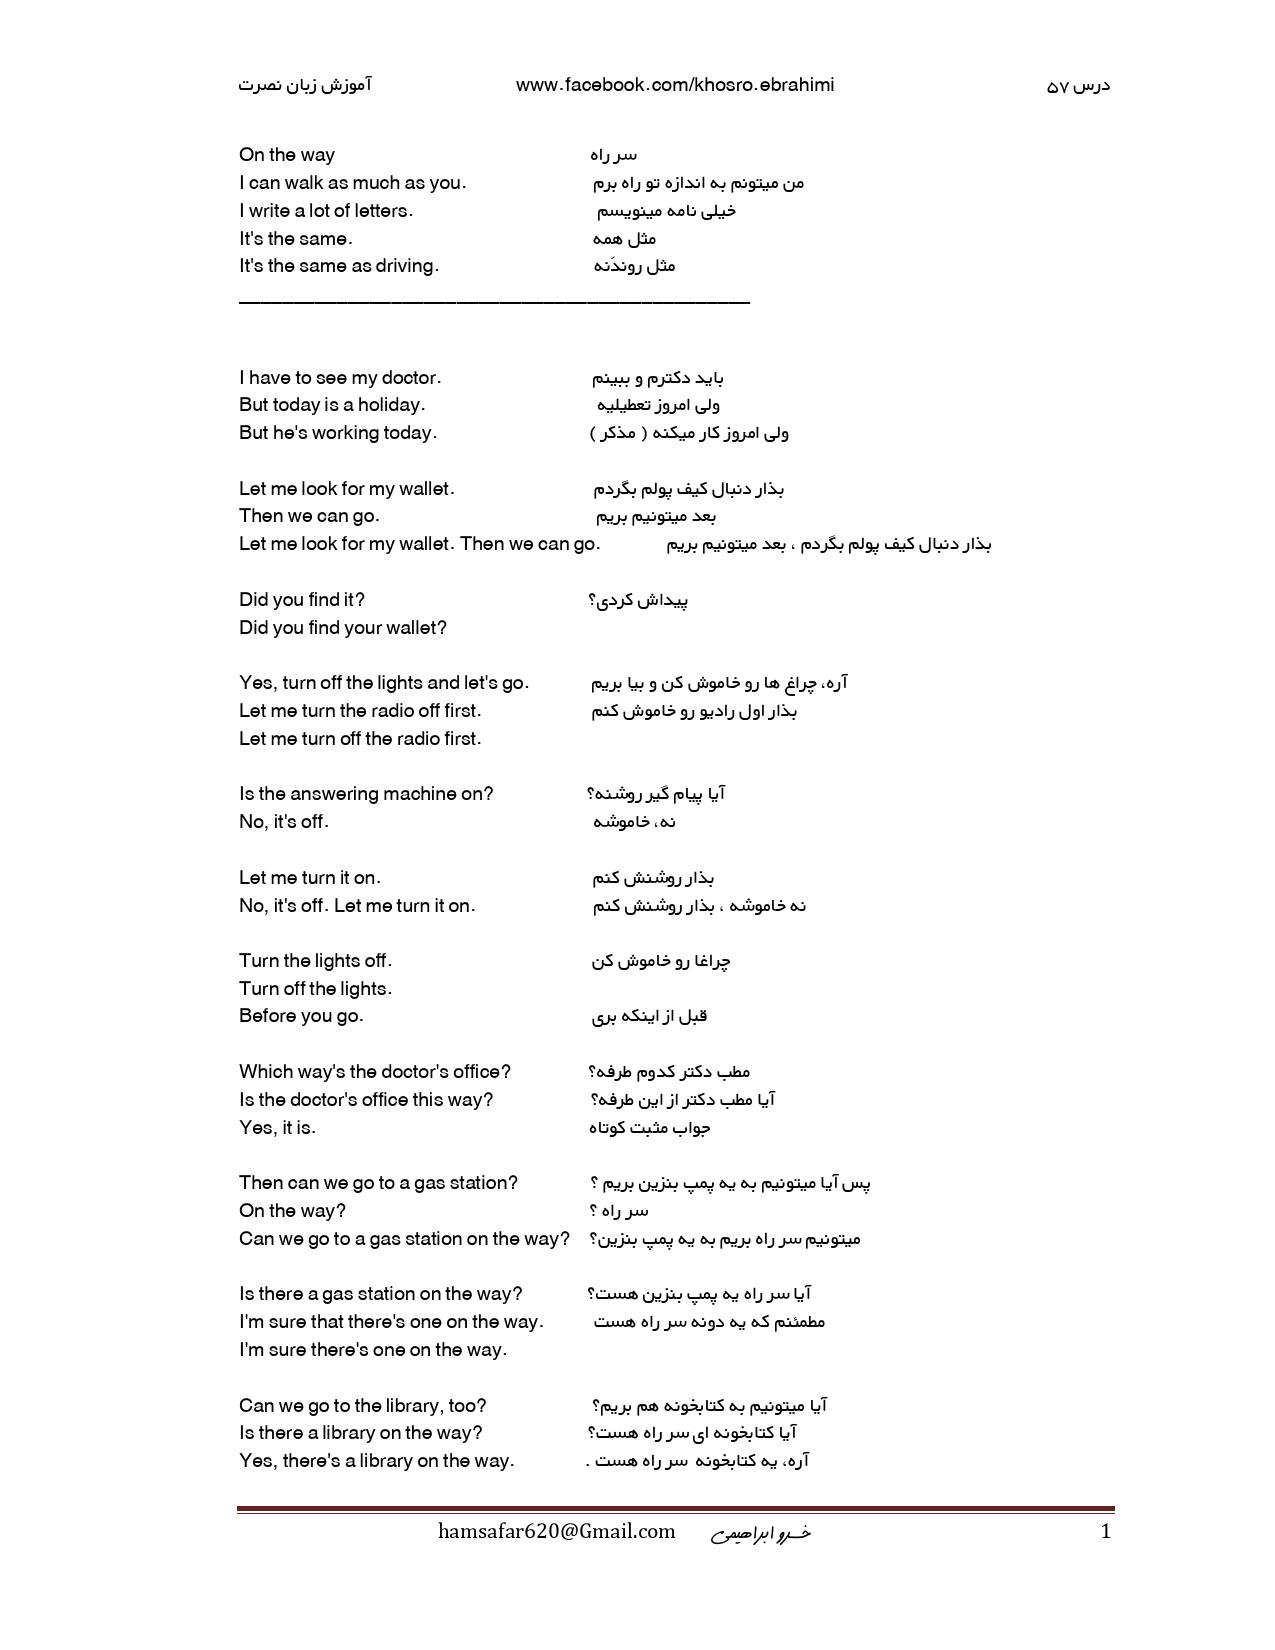 آموزش زبان نصرت www.facebook.com/khosro.ebrahimi درس ۵۷
On the way سر راه
I can walk as much as you. من میتونم به اندازه تو راه برم
I write a lot of letters. خیلی نامه مینویسم
It's the same. مثل همه
It's the same as driving. مثل روندَنه
I have to see my doctor. باید دکترم و ببینم
But today is a holiday. ولی امروز تعطیلیه
But he's working today. ولی امروز کار میکنه ( مذکر )
Let me look for my wallet. بذار دنبال کیف پولم بگردم
Then we can go. بعد میتونیم بریم
Let me look for my wallet. Then we can go. بذار دنبال کیف پولم بگردم ، بعد میتونیم بریم
Did you find it? پیداش کردی؟
Did you find your wallet?
Yes, turn off the lights and let's go. آره، چراغ ها رو خاموش کن و بیا بریم
Let me turn the radio off first. بذار اول رادیو رو خاموش کنم
Let me turn off the radio first.
Is the answering machine on? آیا پیام گیر روشنه؟
No, it's off. نه، خاموشه
Let me turn it on. بذار روشنش کنم
No, it's off. Let me turn it on. نه خاموشه ، بذار روشنش کنم
Turn the lights off. چراغا رو خاموش کن
Turn off the lights.
Before you go. قبل از اینکه بری
Which way's the doctor's office? مطب دکتر کدوم طرفه؟
Is the doctor's office this way? آیا مطب دکتر از این طرفه؟
Yes, it is. جواب مثبت کوتاه
Then can we go to a gas station? پس آیا میتونیم به یه پمپ بنزین بریم ؟
On the way? سر راه ؟
Can we go to a gas station on the way? میتونیم سر راه بریم به یه پمپ بنزین؟
Is there a gas station on the way? آیا سر راه یه پمپ بنزین هست؟
I'm sure that there's one on the way. مطمئنم که یه دونه سر راه هست
I'm sure there's one on the way.
Can we go to the library, too? آیا میتونیم به کتابخونه هم بریم؟
Is there a library on the way? آیا کتابخونه ای سر راه هست؟
Yes, there's a library on the way. آره، یه کتابخونه سر راه هست .
hamsafar620@Gmail.com خسرو ابراهیمی 1